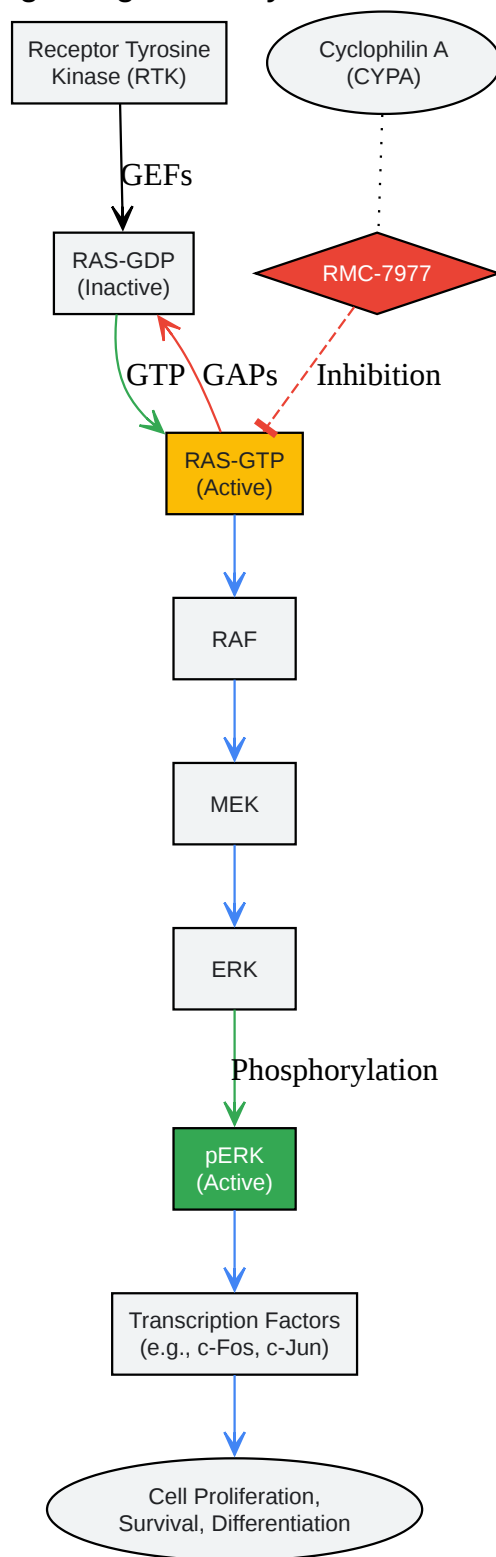 Receptor Tyrosine
Kinase (RTK)
Cyclophilin A
(CYPA)
GEFs
RAS-GDP
(Inactive)
RMC-7977
GTP
GAPs
Inhibition
RAS-GTP
(Active)
RAF
MEK
ERK
Phosphorylation
pERK
(Active)
Transcription Factors
(e.g., c-Fos, c-Jun)
Cell Proliferation,
Survival, Differentiation